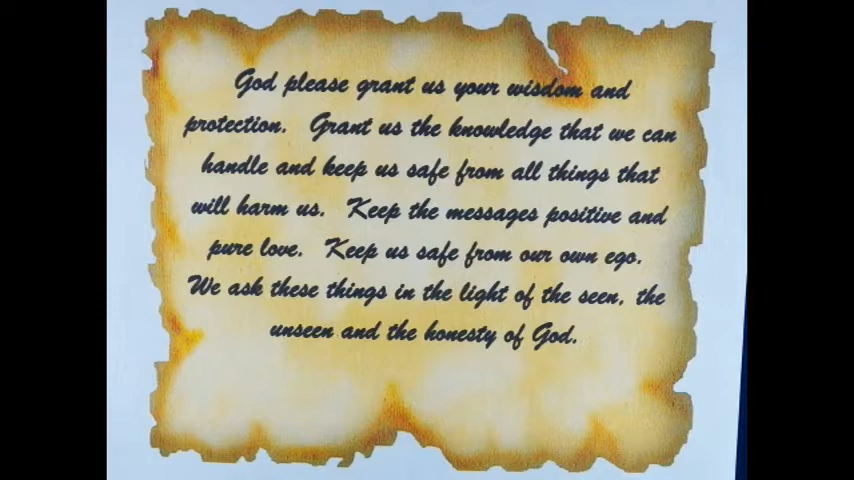 God please grant us your wisdom and
protection. Grant us the knowledge that we can
handle and keep us safe from all things that
will harm us. Keep the messages positive and
pure love. Keep us safe from our own ego.
We ask these things in the light of the seen, the
unseen and the honesty of God.